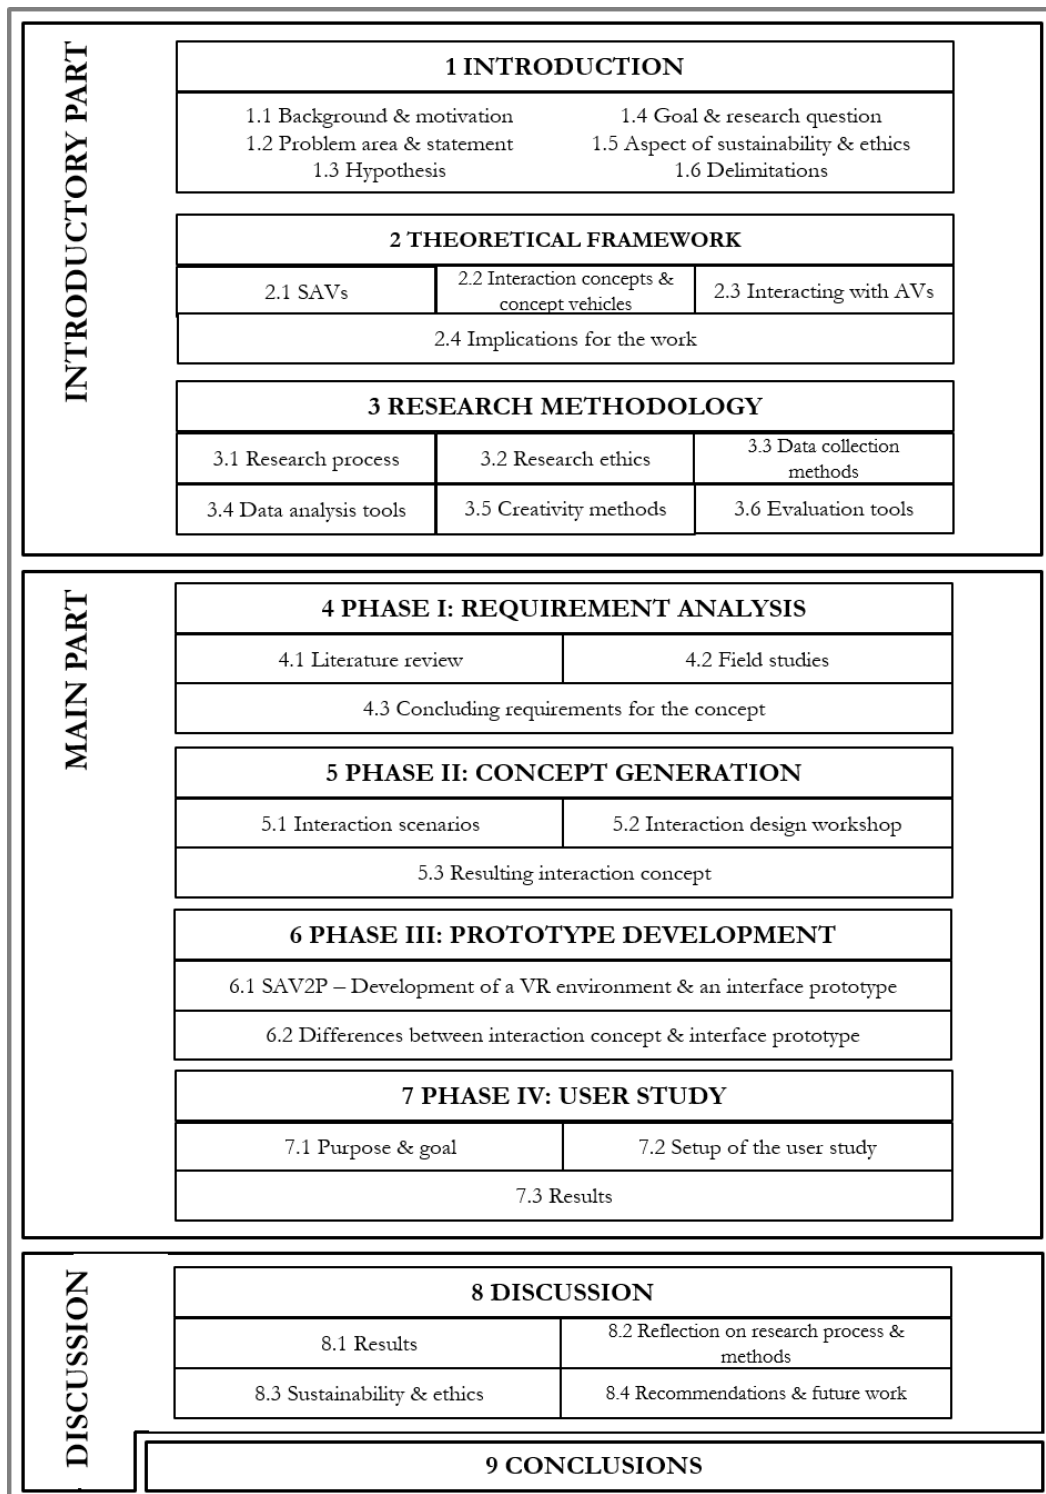 INTRODUCTORY PART
1 INTRODUCTION
1.1 Background & motivation
1.2 Problem area & statement
1.3 Hypothesis
1.4 Goal & research question
1.5 Aspect of sustainability & ethics
1.6 Delimitations
2 THEORETICAL FRAMEWORK
2.1 SAVs
2.2 Interaction concepts &
concept vehicles
2.3 Interacting with AVs
2.4 Implications for the work
3 RESEARCH METHODOLOGY
3.1 Research process
3.2 Research ethics
3.3 Data collection
methods
3.4 Data analysis tools
3.5 Creativity methods
3.6 Evaluation tools
MAIN PART
4 PHASE I: REQUIREMENT ANALYSIS
4.1 Literature review
4.2 Field studies
4.3 Concluding requirements for the concept
5 PHASE II: CONCEPT GENERATION
5.1 Interaction scenarios
5.2 Interaction design workshop
5.3 Resulting interaction concept
6 PHASE III: PROTOTYPE DEVELOPMENT
6.1 SAV2P – Development of a VR environment & an interface prototype
6.2 Differences between interaction concept & interface prototype
7 PHASE IV: USER STUDY
7.1 Purpose & goal
7.2 Setup of the user study
7.3 Results
DISCUSSION
8 DISCUSSION
8.1 Results
8.2 Reflection on research process &
methods
8.3 Sustainability & ethics
8.4 Recommendations & future work
9 CONCLUSIONS